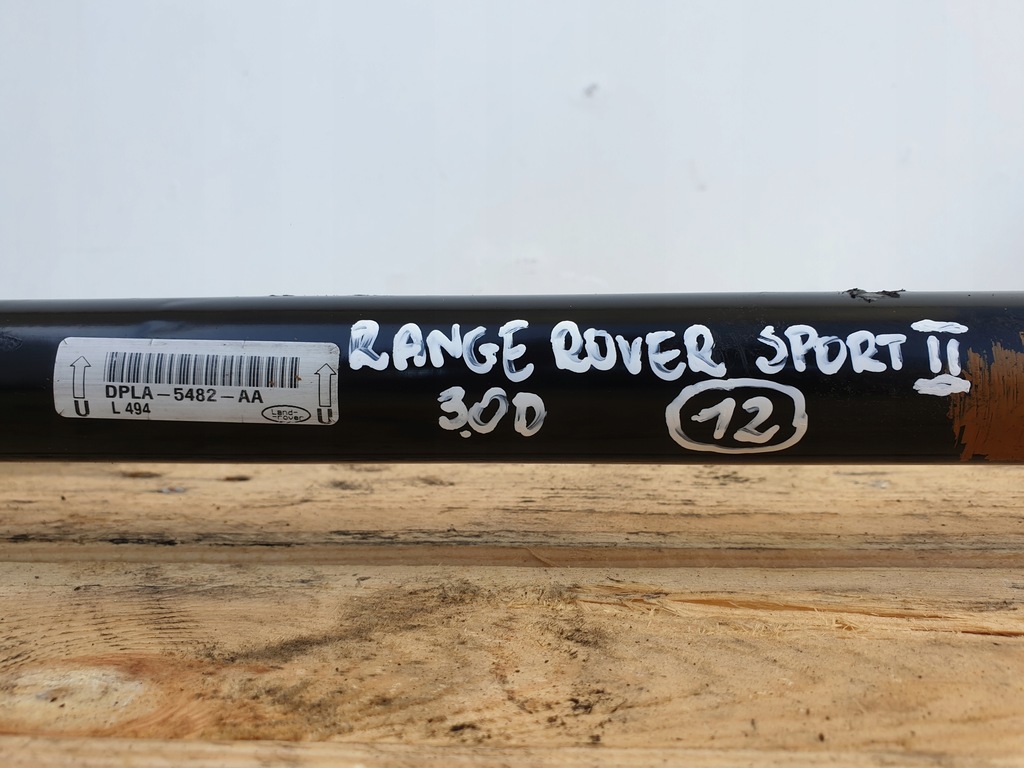 DPLA-5482-AA
L 494
U
Land-
-rover
U
RANGE ROVER SPORT II
3.0D
12